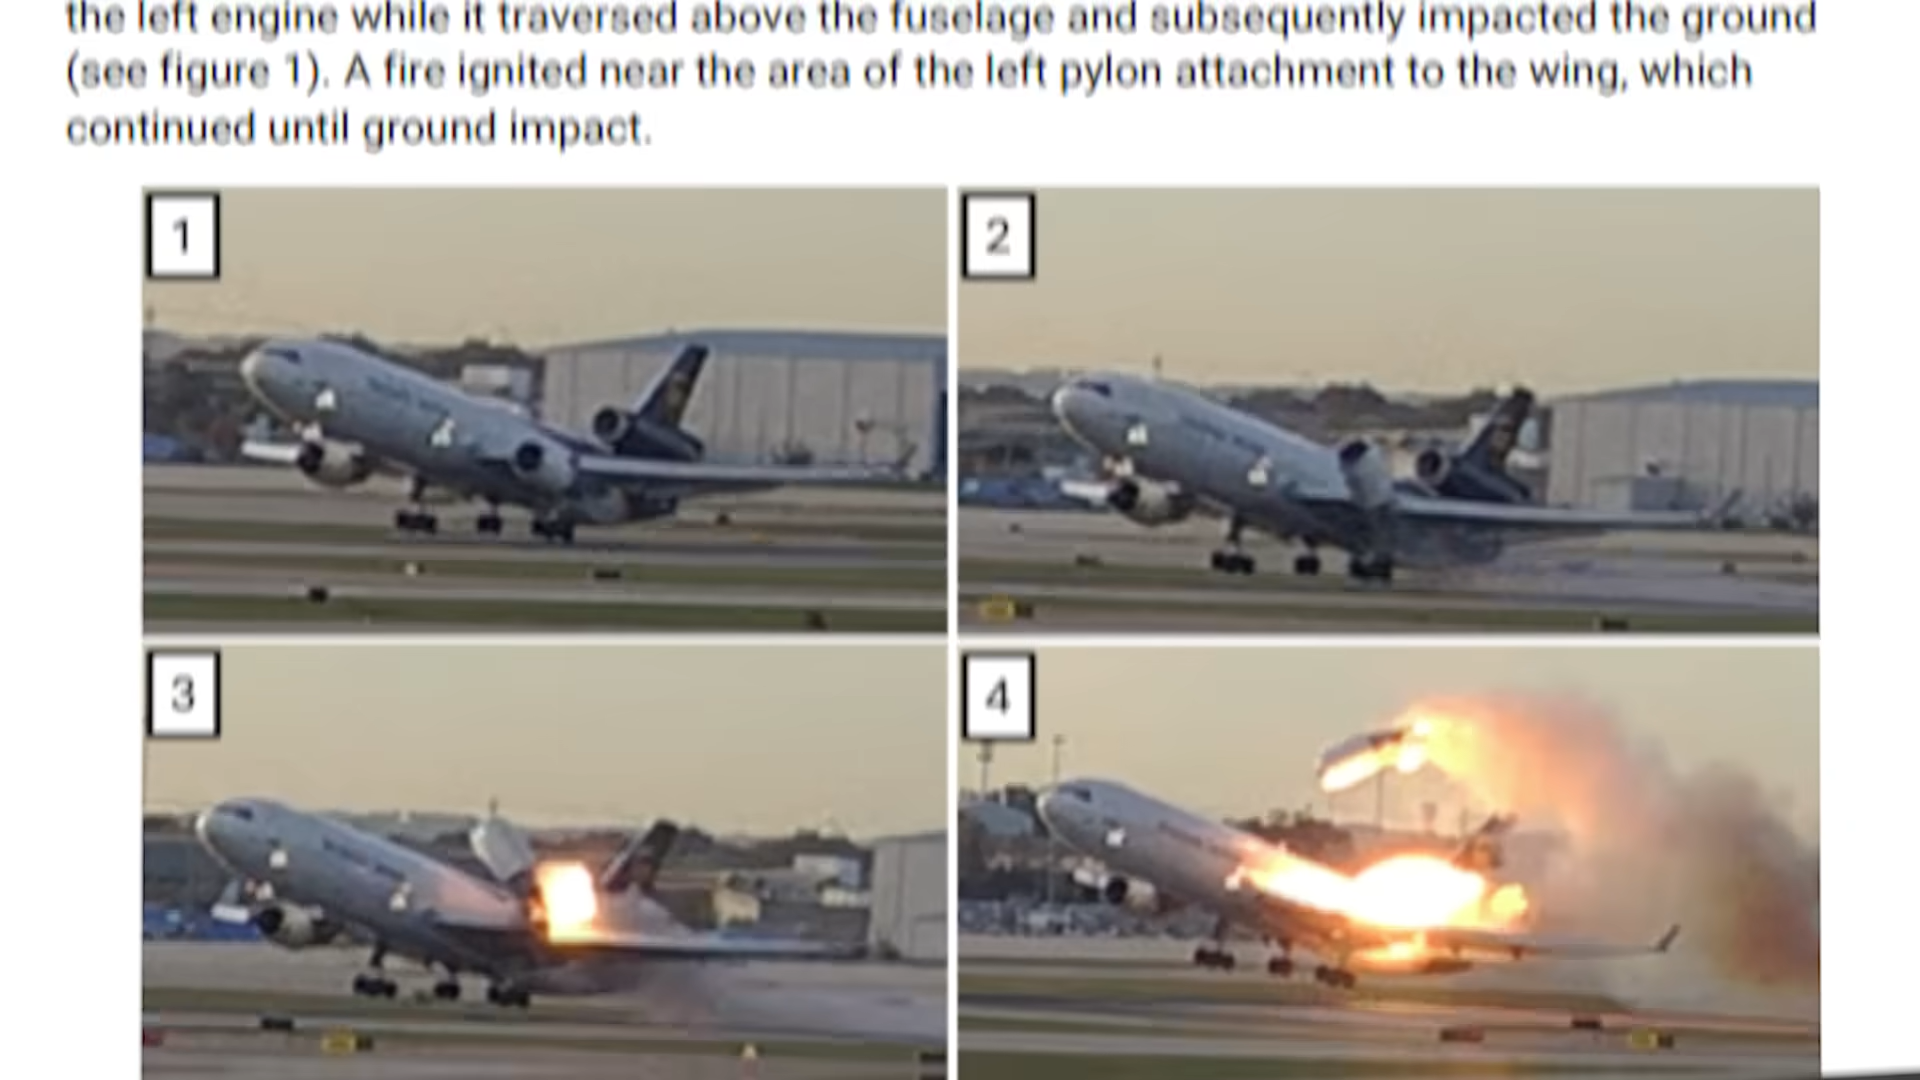 the left engine while it traversed above the fuselage and subsequently impacted the ground
(see figure 1). A fire ignited near the area of the left pylon attachment to the wing, which
continued until ground impact.
1
2
3
4